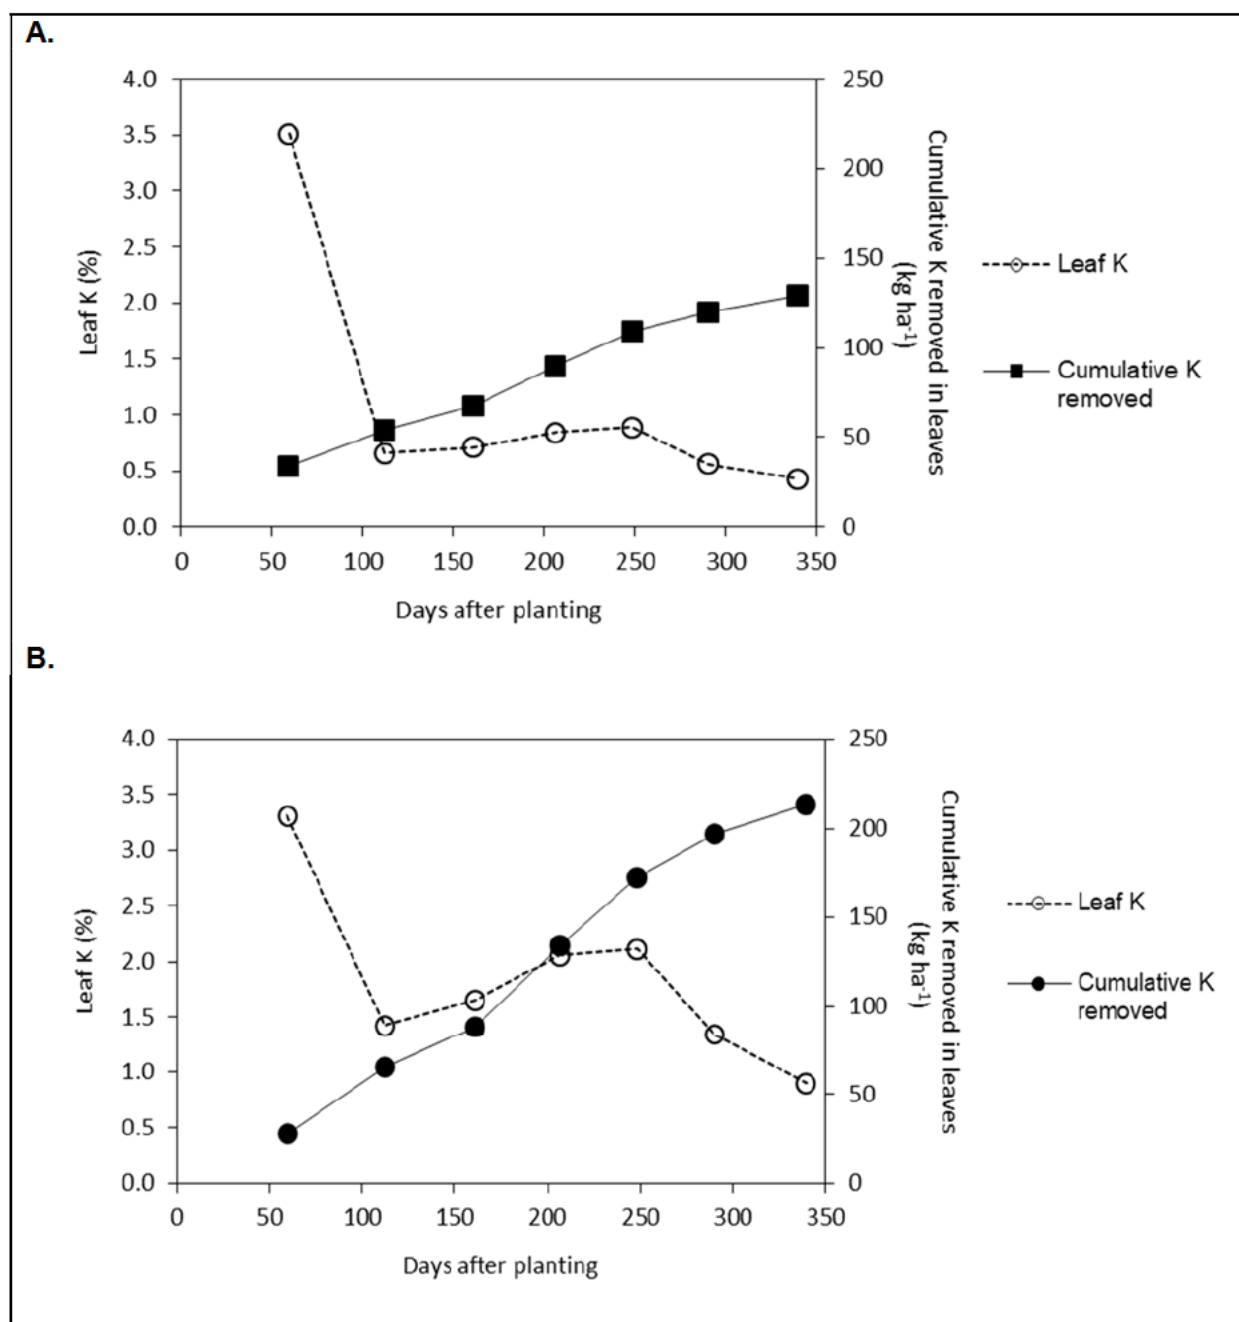 A.
4.0
3.5
3.0
2.5
2.0
1.5
1.0
0.5
0.0
Leaf K (%)
0 50 100 150 200 250 300 350
Days after planting
250
200
150
100
50
0
Cumulative K removed in leaves
(kg ha-1)
Leaf K
Cumulative K
removed
B.
4.0
3.5
3.0
2.5
2.0
1.5
1.0
0.5
0.0
Leaf K (%)
0 50 100 150 200 250 300 350
Days after planting
250
200
150
100
50
0
Cumulative K removed in leaves
(kg ha-1)
Leaf K
Cumulative K
removed